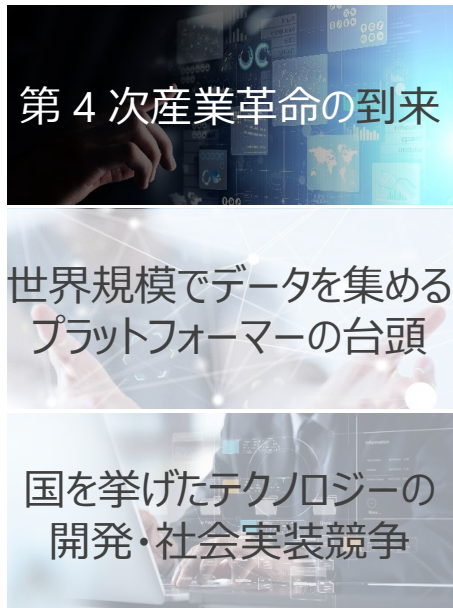 第 4 次産業革命の到来
世界規模でデータを集める
プラットフォーマーの台頭
国を挙げたテクノロジーの
開発・社会実装競争